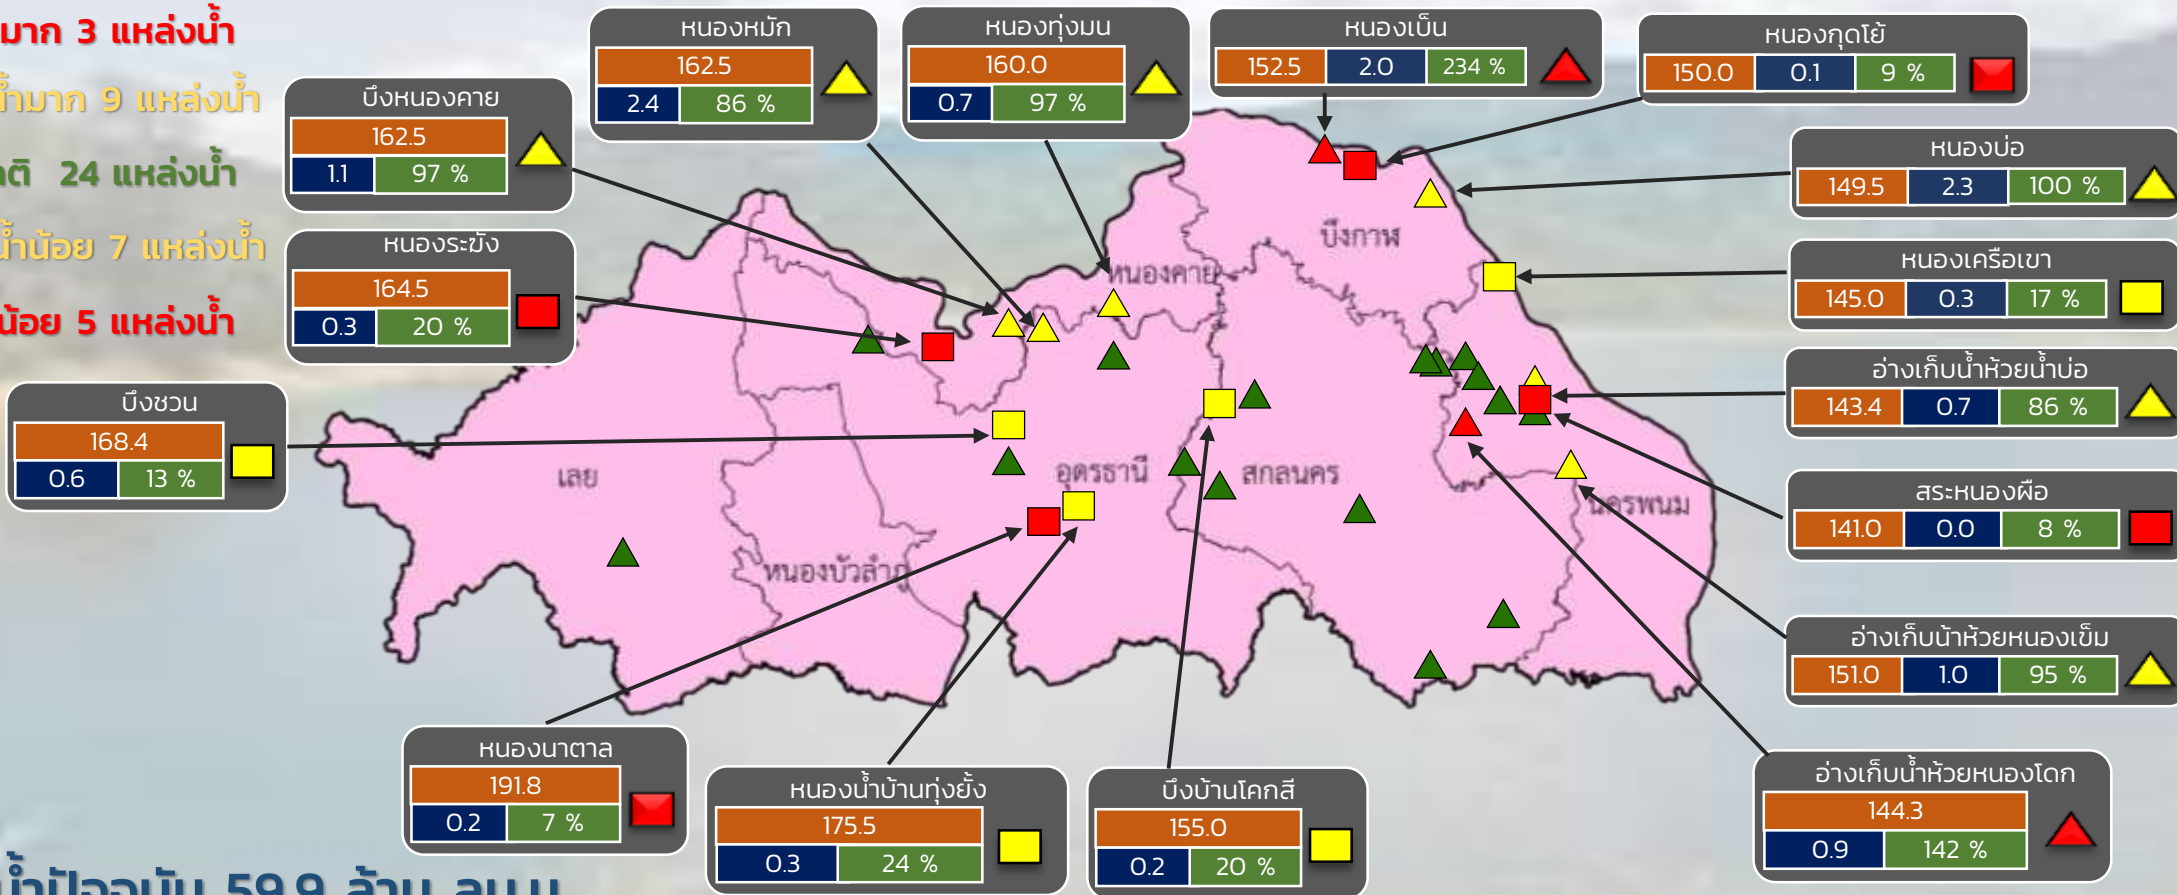 มาก 3 แหล่งน้ำ
น้ำมาก 9 แหล่งน้ำ
24 แหล่งน้ำ
น้ำน้อย 7 แหล่งน้ำ
น้อย 5 แหล่งน้ำ
หนองหมัก
162.5
2.4 86 %
หนองทุ่งมน
160.0
0.7 97 %
หนองเบ็น
152.5 2.0 234 %
หนองกุดโย้
150.0 0.1 9 %
บึงหนองคาย
162.5
1.1 97 %
หนองบ่อ
149.5 2.3 100 %
หนองระฆัง
164.5
0.3 20 %
หนองเครือเขา
145.0 0.3 17 %
อ่างเก็บน้ำห้วยน้ำบ่อ
143.4 0.7 86 %
บึงชวน
168.4
0.6 13 %
สระหนองผือ
141.0 0.0 8 %
อ่างเก็บน้ำห้วยหนองเข็ม
151.0 1.0 95 %
บึงกาฬ
หนองคาย
เลย
อุดรธานี
สกลนคร
นครพนม
หนองบัวลำภู
หนองนาตาล
191.8
0.2 7 %
หนองน้ำบ้านทุ่งยั้ง
175.5
0.3 24 %
บึงบ้านโคกสี
155.0
0.2 20 %
อ่างเก็บน้ำห้วยหนองโดก
144.3
0.9 142 %
น้ำปัจจุบัน 59.9 ล้าน ลบ.ม